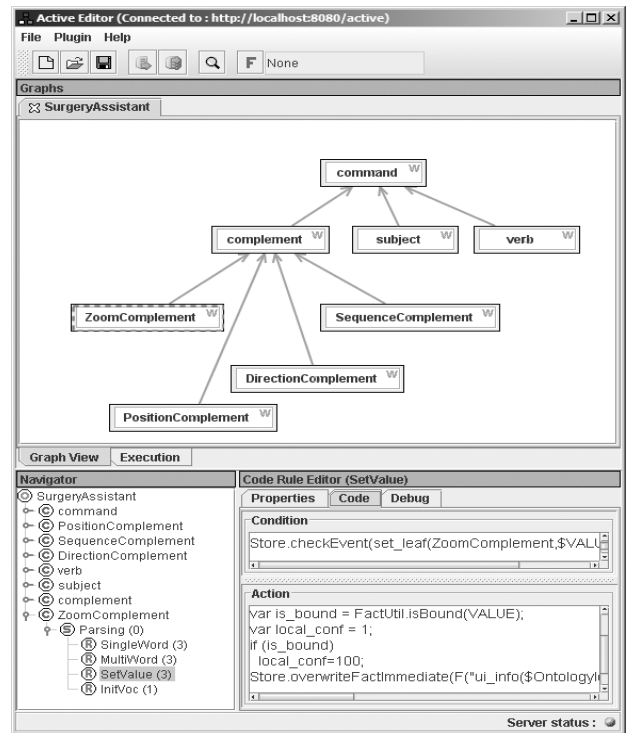 Active Editor (Connected to : http://localhost:8080/active)
File Plugin Help
F None
Graphs
SurgeryAssistant
command W
complement W
subject W
verb W
ZoomComplement W
SequenceComplement W
DirectionComplement W
PositionComplement W
Graph View Execution
Navigator
SurgeryAssistant
C command
C PositionComplement
C SequenceComplement
C DirectionComplement
C verb
C subject
C complement
C ZoomComplement
S Parsing (0)
R SingleWord (3)
R MultiWord (3)
R SetValue (3)
R InitVoc (1)
Code Rule Editor (SetValue)
Properties Code Debug
Condition
Store.checkEvent(set_leaf(ZoomComplement,$VALU
Action
var is_bound = FactUtil.isBound(VALUE);
var local_conf = 1;
if (is_bound)
local_conf=100;
Store.overwriteFactImmediate(F("ui_info($OntologyI
Server status :